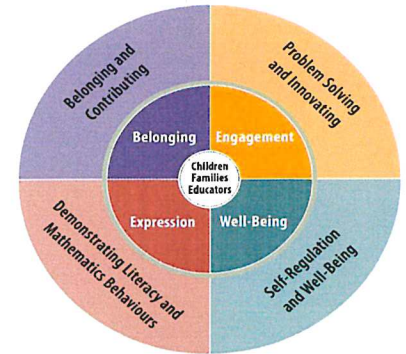 Belonging and
Contributing
Problem Solving
and Innovating
Belonging
Engagement
Children
Families
Educators
Expression
Well-Being
Demonstrating Literacy and
Mathematics Behaviours
Self-Regulation
and Well-Being